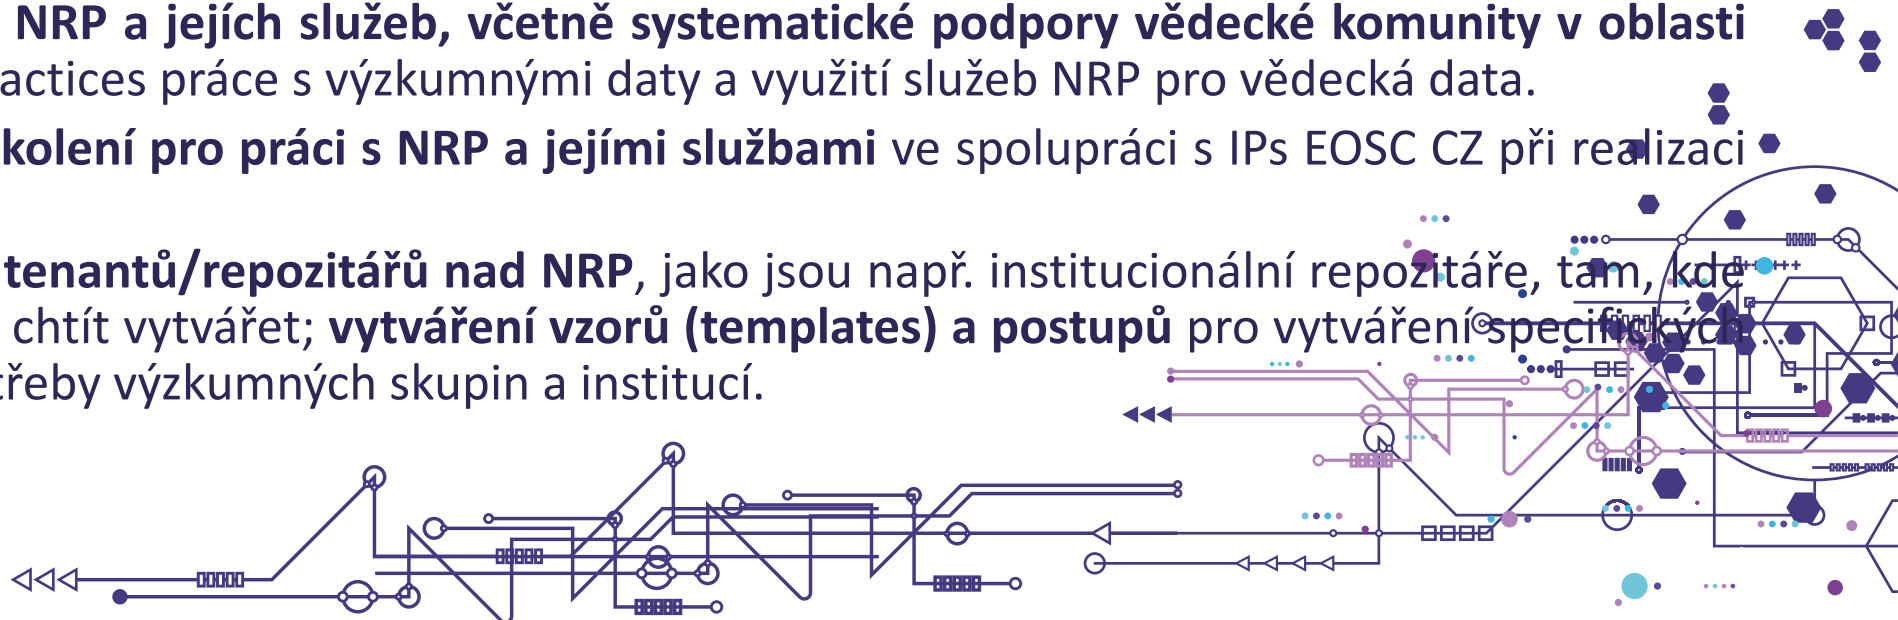 NRP a jejích služeb, včetně systematické podpory vědecké komunity v oblasti
actices práce s výzkumnými daty a využití služeb NRP pro vědecká data.
kolení pro práci s NRP a jejími službami ve spolupráci s IPs EOSC CZ při realizaci
tenantů/repozitářů nad NRP, jako jsou např. institucionální repozitáře, tam, kde
chtít vytvářet; vytváření vzorů (templates) a postupů pro vytváření specifických
třeby výzkumných skupin a institucí.